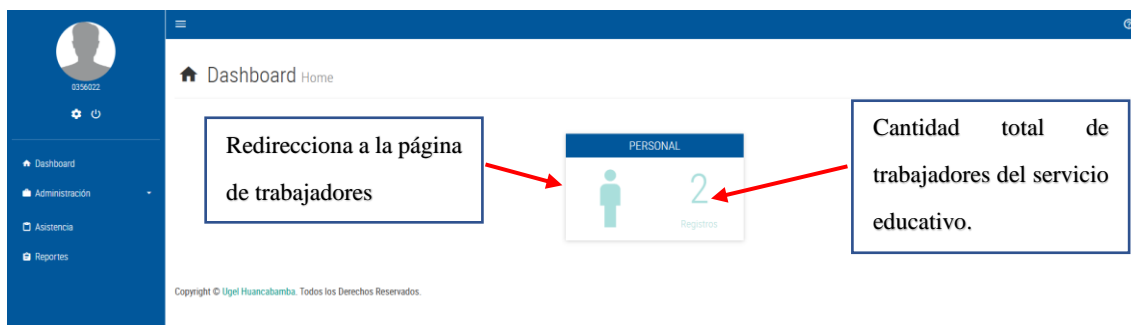 0356022
Dashboard
Administración
Asistencia
Reportes
Dashboard Home
Redirecciona a la página
de trabajadores
PERSONAL
2
Registros
Cantidad total de
trabajadores del servicio
educativo.
Copyright © Ugel Huancabamba. Todos los Derechos Reservados.